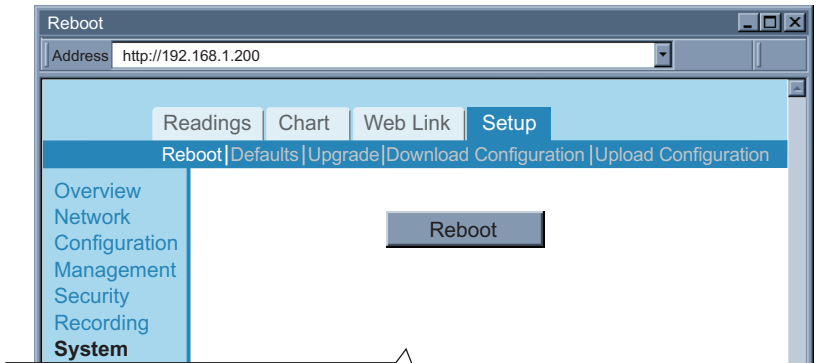 Reboot
Address http://192.168.1.200
Readings Chart Web Link Setup
Reboot|Defaults|Upgrade|Download Configuration|Upload Configuration
Overview
Network
Configuration
Management
Security
Recording
System
Reboot